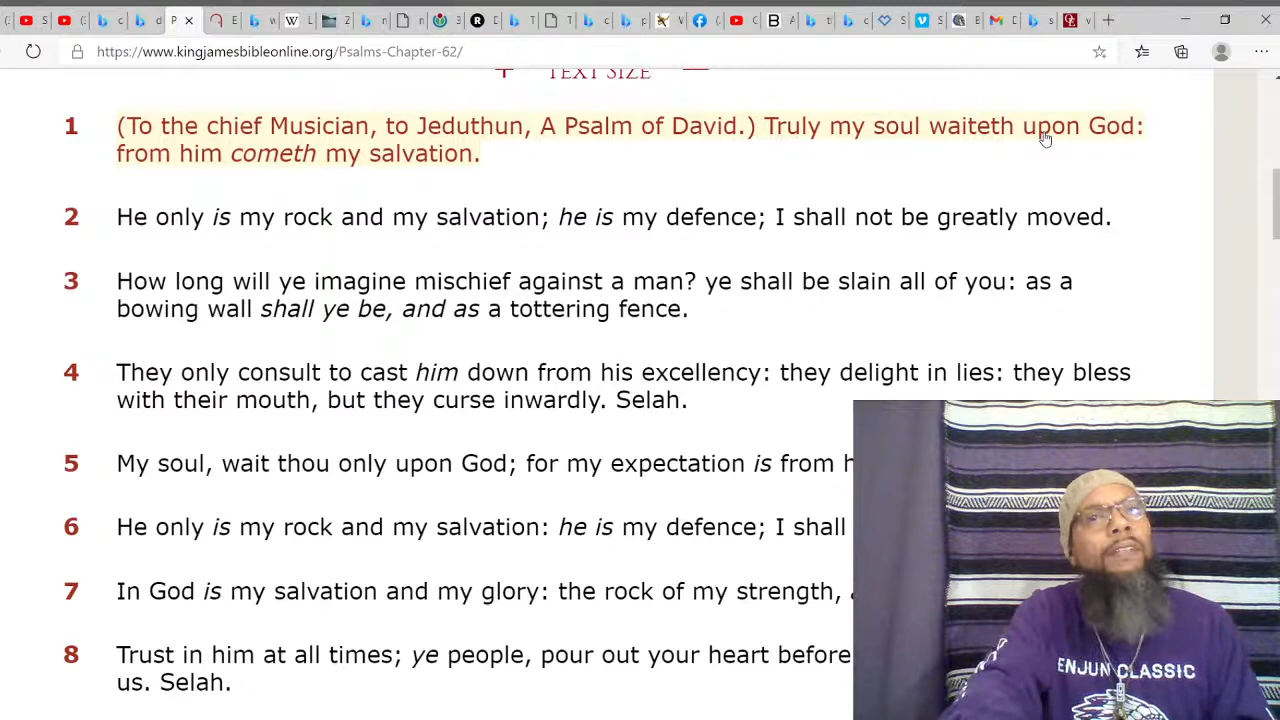 https://www.kingjamesbibleonline.org/Psalms-Chapter-62/
TEXT SIZE
1 (To the chief Musician, to Jeduthun, A Psalm of David.) Truly my soul waiteth upon God:
from him cometh my salvation.
2 He only is my rock and my salvation; he is my defence; I shall not be greatly moved.
3 How long will ye imagine mischief against a man? ye shall be slain all of you: as a
bowing wall shall ye be, and as a tottering fence.
4 They only consult to cast him down from his excellency: they delight in lies: they bless
with their mouth, but they curse inwardly. Selah.
5 My soul, wait thou only upon God; for my expectation is from
6 He only is my rock and my salvation: he is my defence; I shall
7 In God is my salvation and my glory: the rock of my strength,
8 Trust in him at all times; ye people, pour out your heart before
us. Selah.
ENJUN CLASSIC